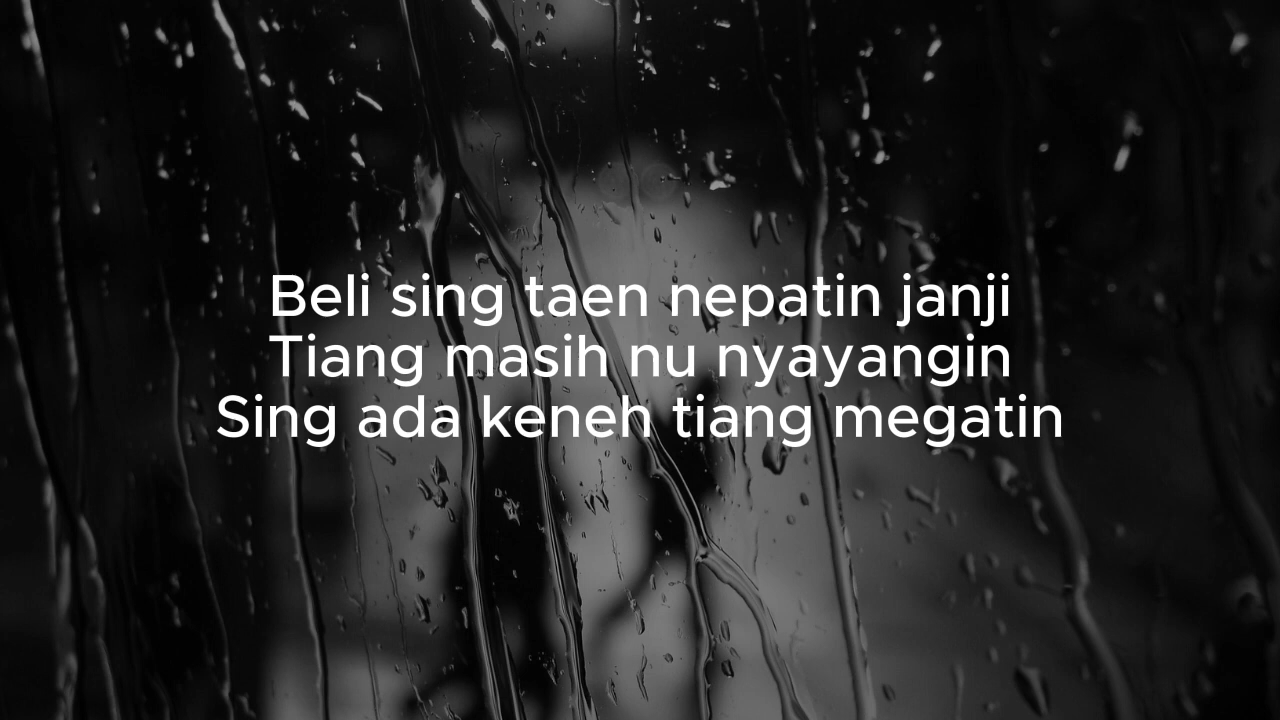 Beli sing taen nepatin janji
Tiang masih nu nyayangin
Sing ada keneh tiang megatin